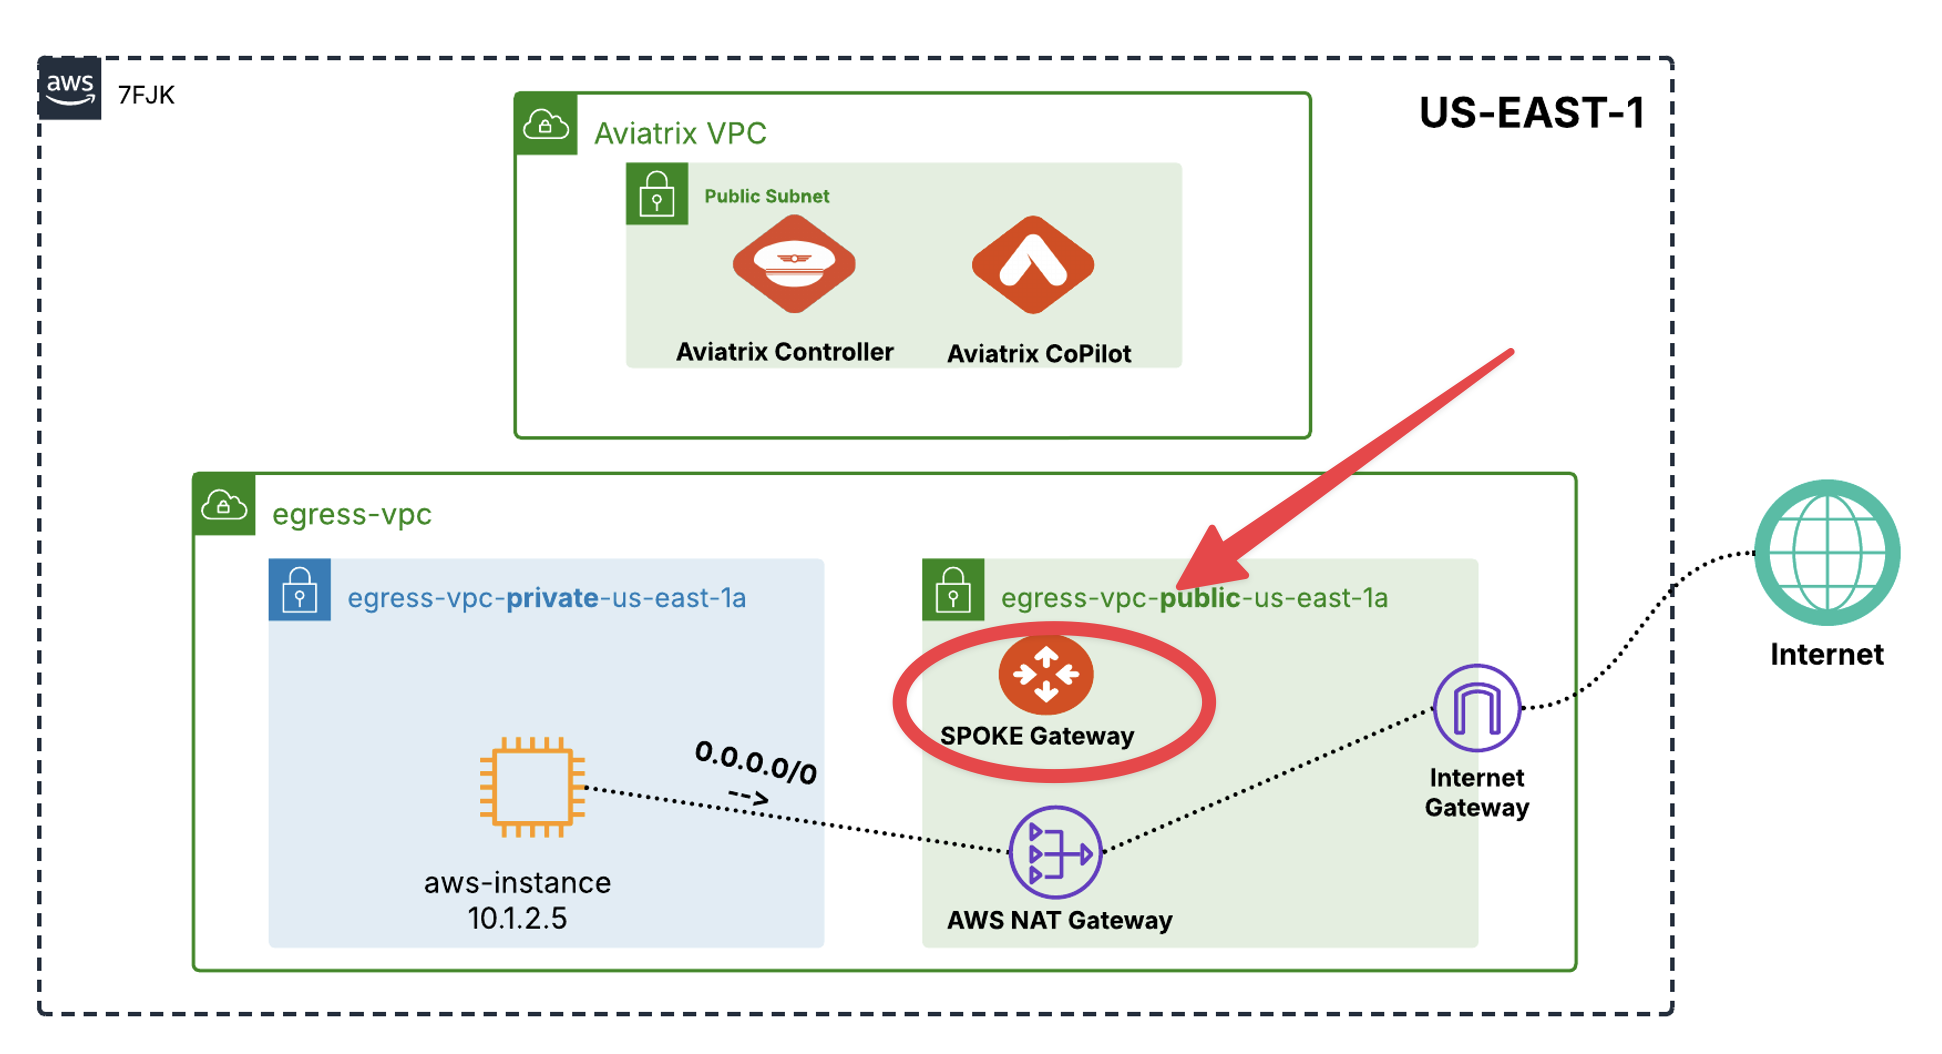 aws
7FJK
US-EAST-1
Aviatrix VPC
Public Subnet
Aviatrix Controller
Aviatrix CoPilot
egress-vpc
egress-vpc-private-us-east-1a
egress-vpc-public-us-east-1a
SPOKE Gateway
0.0.0.0/0
-->
aws-instance
10.1.2.5
AWS NAT Gateway
Internet
Gateway
Internet